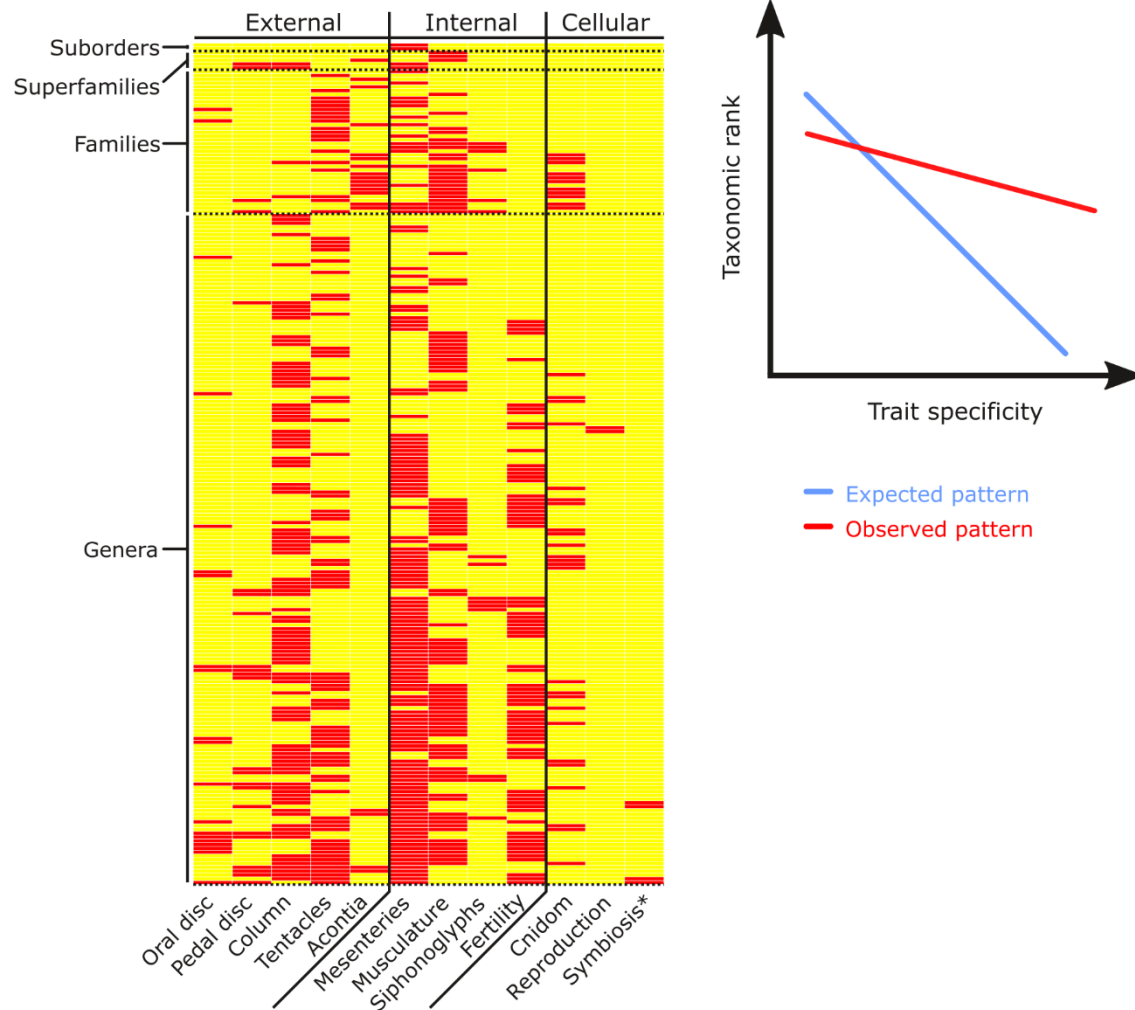 External
Internal
Cellular
Suborders
Superfamilies
Families
Genera
Oral disc
Pedal disc
Column
Tentacles
Acontia
Mesenteries
Musculature
Siphonoglyphs
Fertility
Cnidom
Reproduction
Symbiosis*
Taxonomic rank
Trait specificity
Expected pattern
Observed pattern